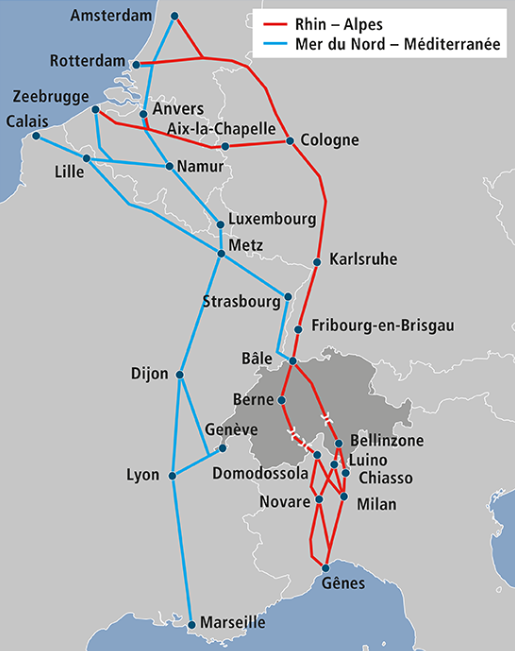 Amsterdam
Rhin – Alpes
Mer du Nord – Méditerranée
Rotterdam
Zeebrugge
Anvers
Calais
Aix-la-Chapelle
Cologne
Lille
Namur
Luxembourg
Metz
Karlsruhe
Strasbourg
Fribourg-en-Brisgau
Bâle
Dijon
Berne
Genève
Bellinzone
Luino
Lyon
Domodossola
Chiasso
Novare
Milan
Gênes
Marseille